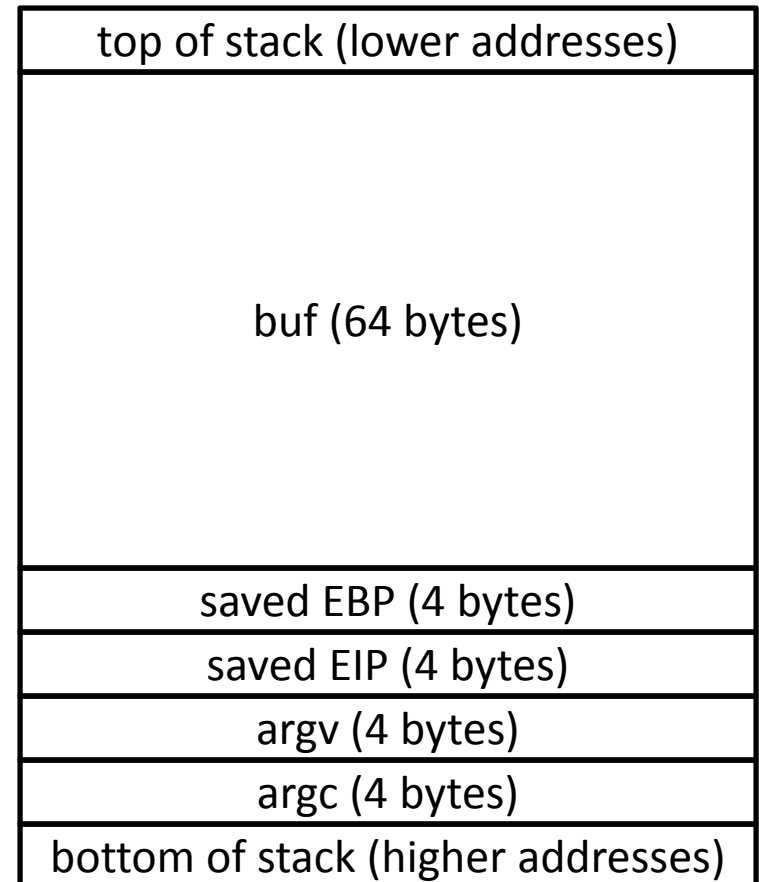 top of stack (lower addresses)
buf (64 bytes)
saved EBP (4 bytes)
saved EIP (4 bytes)
argv (4 bytes)
argc (4 bytes)
bottom of stack (higher addresses)